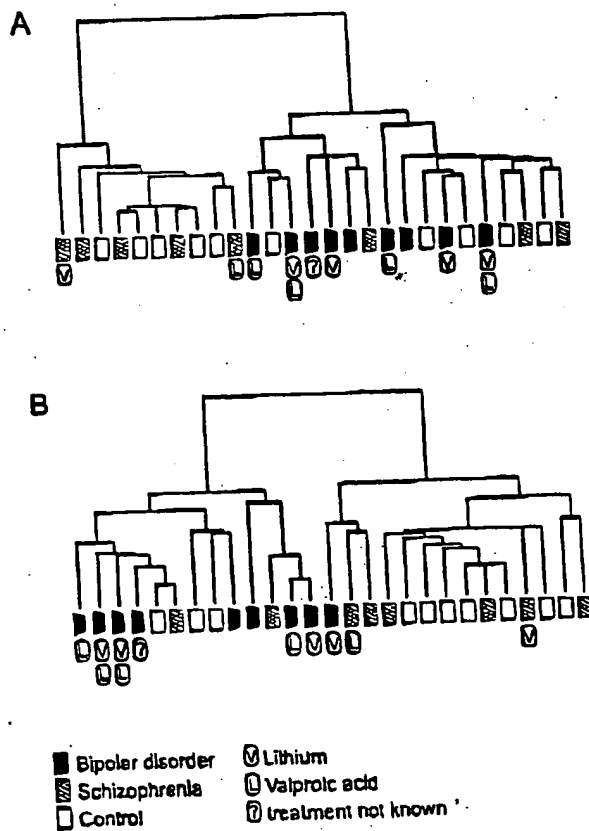 A
V
L
L
V
?
V
L
V
V
L
L
B
L
V
V
?
L
V
V
L
V
L
L
Bipolar disorder
Schizophrenia
Control
V Lithium
L Valproic acid
? treatment not known